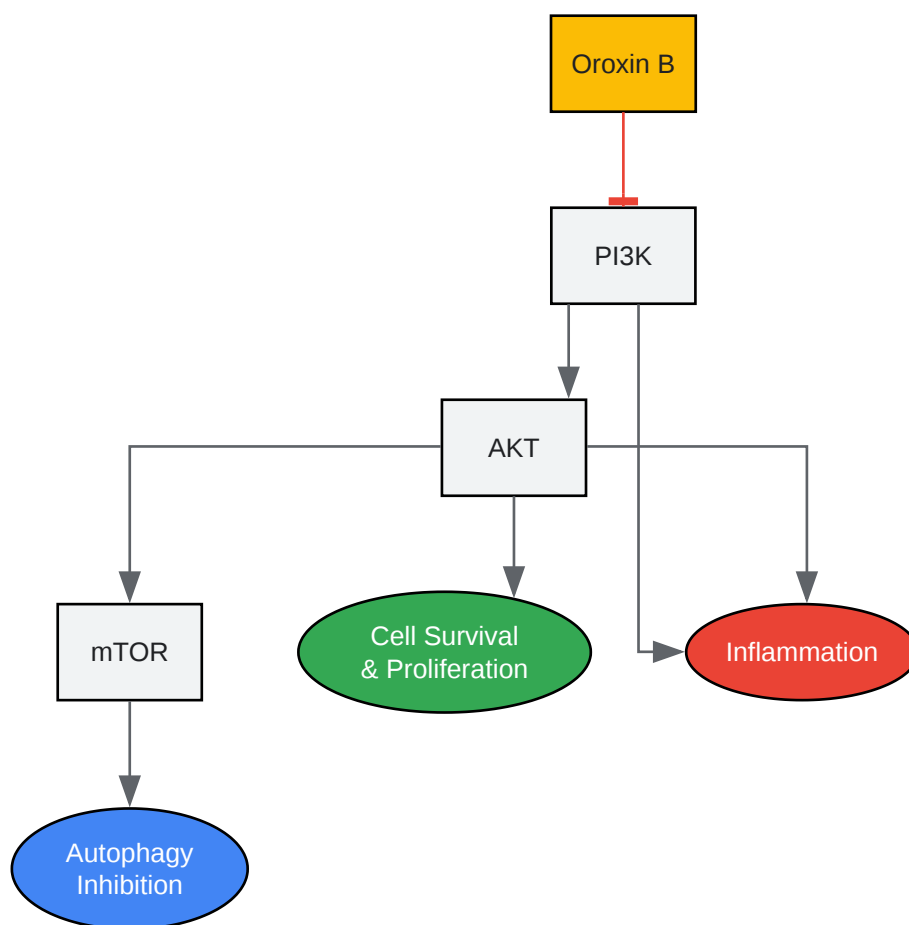 Oroxin B
PI3K
AKT
mTOR
Cell Survival
& Proliferation
Inflammation
Autophagy
Inhibition